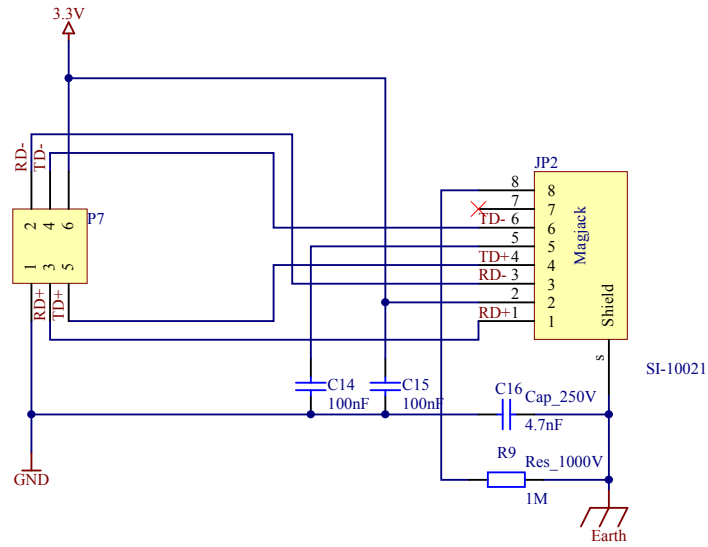 3.3V
RD-
TD-
P7
2
4
6
1
3
5
RD+
TD+
JP2
8
7
TD- 6
5
TD+ 4
RD- 3
2
RD+ 1
8
7
6
5
4
3
2
1
Magjack
Shield
s
SI-10021
C14
100nF
C15
100nF
C16
Cap_250V
4.7nF
R9
Res_1000V
1M
GND
Earth